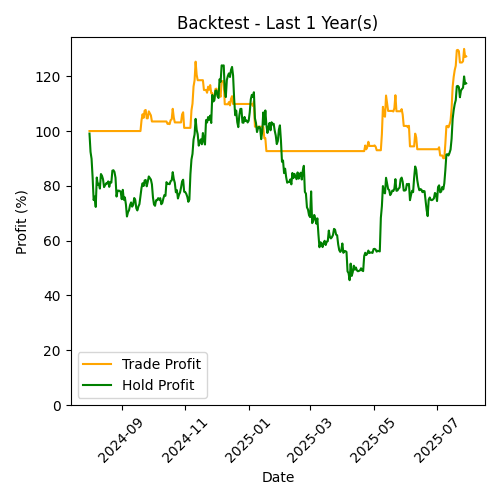 Backtest - Last 1 Year(s)
Profit (%)
120
100
80
60
40
20
0
Trade Profit
Hold Profit
2024-09
2024-11
2025-01
2025-03
2025-05
2025-07
Date